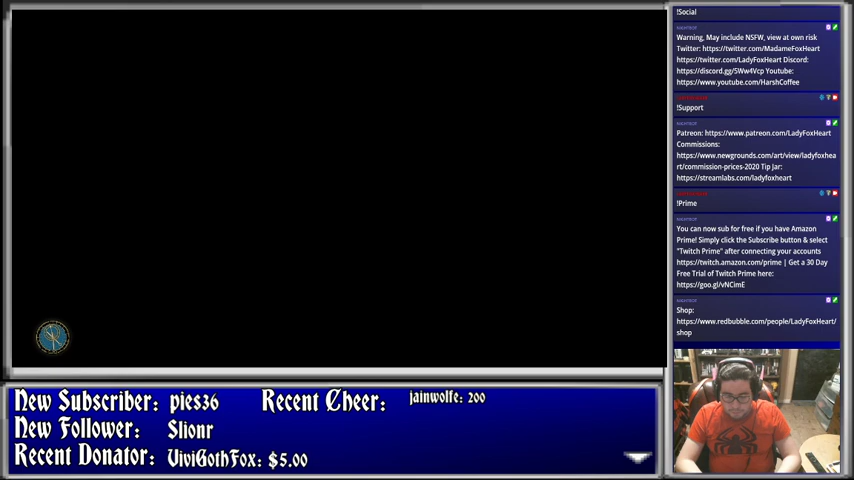 !Social
NIGHTBOT
Warning, May include NSFW, view at own risk
Twitter: https://twitter.com/MadameFoxHeart
https://twitter.com/LadyFoxHeart Discord:
https://discord.gg/5Ww4Vcp Youtube:
https://www.youtube.com/HarshCoffee
!Support
NIGHTBOT
Patreon: https://www.patreon.com/LadyFoxHeart
Commissions:
https://www.newgrounds.com/art/view/ladyfoxhea
rt/commission-prices-2020 Tip Jar:
https://streamlabs.com/ladyfoxheart
!Prime
NIGHTBOT
You can now sub for free if you have Amazon
Prime! Simply click the Subscribe button & select
"Twitch Prime" after connecting your accounts
https://twitch.amazon.com/prime | Get a 30 Day
Free Trial of Twitch Prime here:
https://goo.gl/vNCimE
NIGHTBOT
Shop:
https://www.redbubble.com/people/LadyFoxHeart/
shop
New Subscriber: pies36
Recent Cheer: jainwolfe: 200
New Follower: Slionr
Recent Donator: ViviGothFox: $5.00